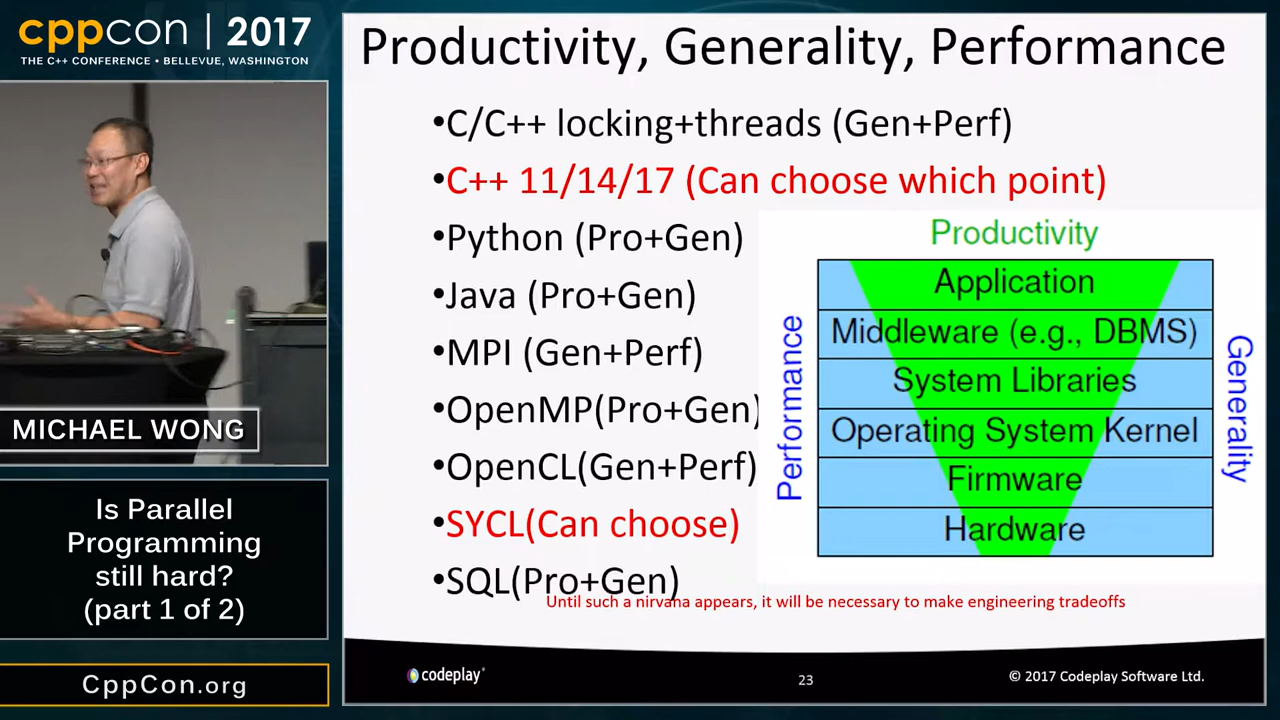 cppcon | 2017
THE C++ CONFERENCE • BELLEVUE, WASHINGTON
MICHAEL WONG
Is Parallel
Programming
still hard?
(part 1 of 2)
CppCon.org
Productivity, Generality, Performance
•C/C++ locking+threads (Gen+Perf)
•C++ 11/14/17 (Can choose which point)
•Python (Pro+Gen)
•Java (Pro+Gen)
•MPI (Gen+Perf)
•OpenMP(Pro+Gen)
•OpenCL(Gen+Perf)
•SYCL(Can choose)
•SQL(Pro+Gen)
Productivity
Performance
Application
Middleware (e.g., DBMS)
System Libraries
Operating System Kernel
Firmware
Hardware
Generality
Until such a nirvana appears, it will be necessary to make engineering tradeoffs
codeplay®
23
© 2017 Codeplay Software Ltd.